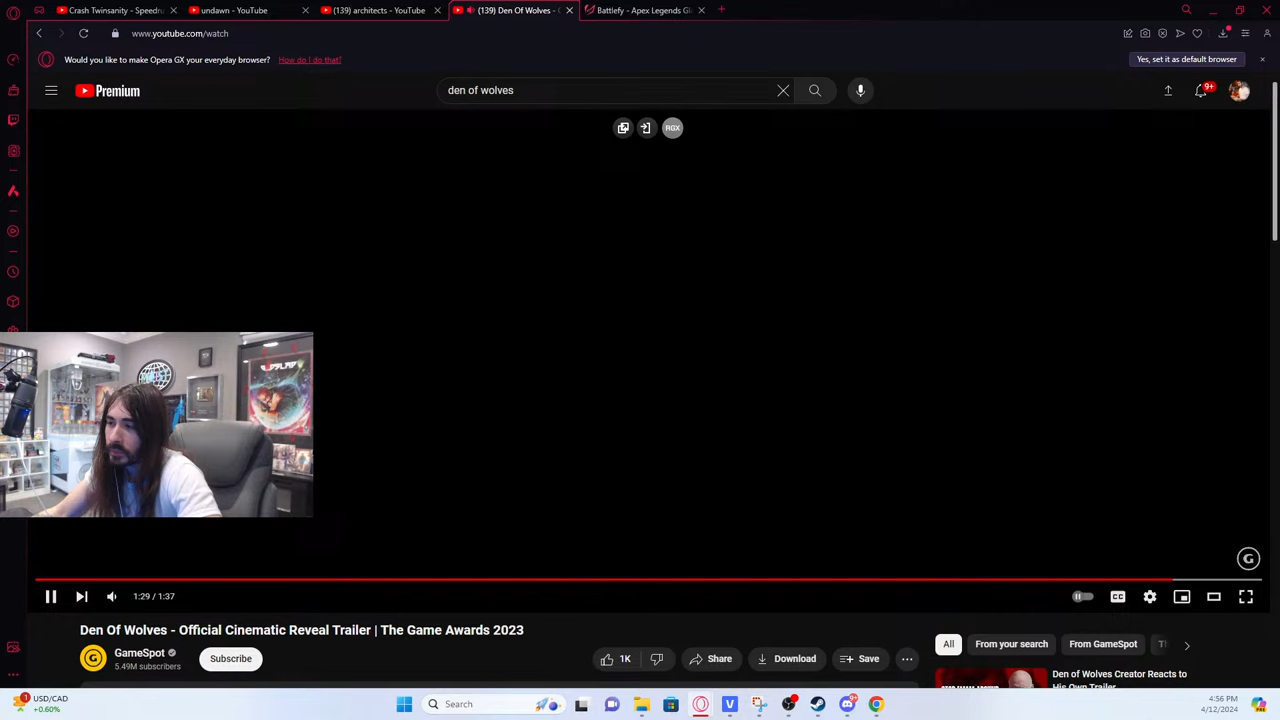 Crash Twinsanity - Speedru
undawn - YouTube
(139) architects - YouTube
(139) Den Of Wolves - O
Battlefy - Apex Legends Gl
www.youtube.com/watch
Would you like to make Opera GX your everyday browser? How do I do that?
Yes, set it as default browser
Premium
den of wolves
9+
RGX
G
1:29 / 1:37
CC
Den Of Wolves - Official Cinematic Reveal Trailer | The Game Awards 2023
G
GameSpot
5.49M subscribers
Subscribe
1K
Share
Download
Save
All
From your search
From GameSpot
Den of Wolves Creator Reacts to
His Own Trailer
1
USD/CAD
+0.60%
Search
9+
4:56 PM
4/12/2024